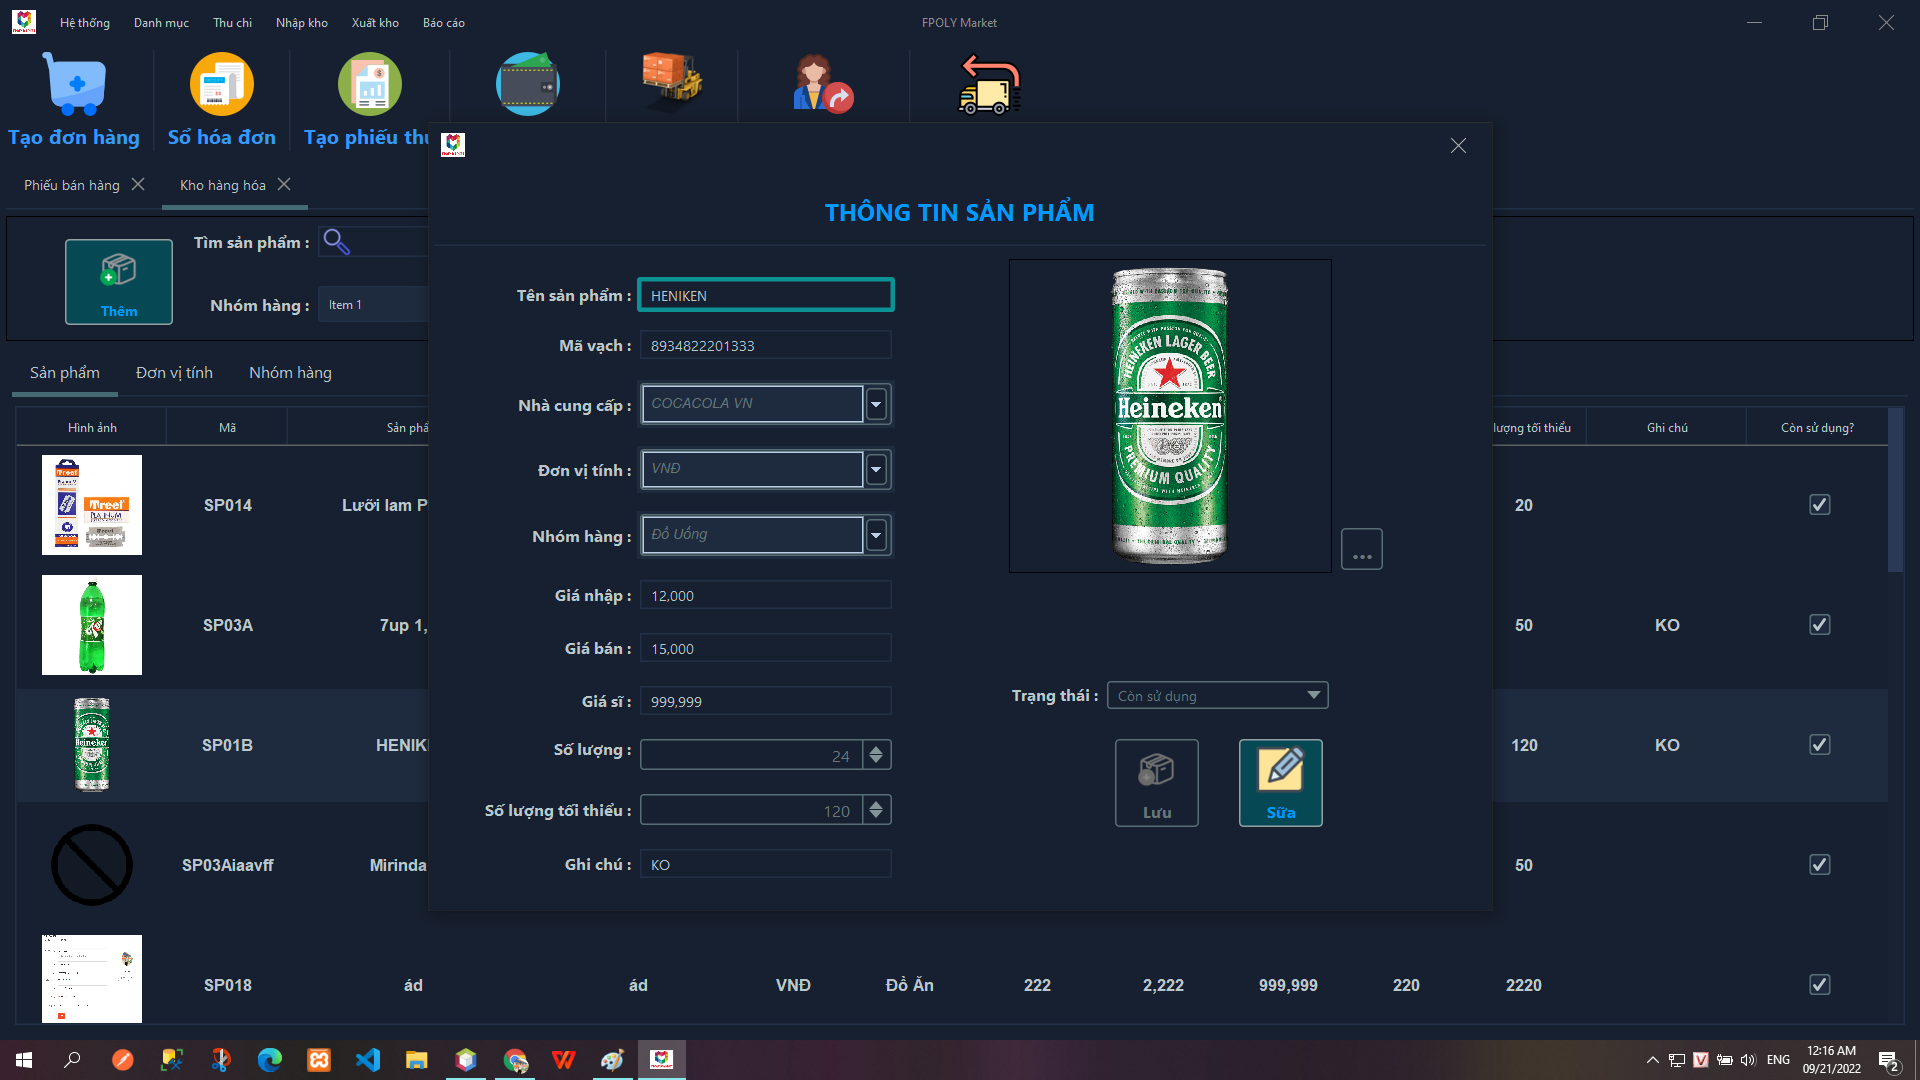 Hệ thống Danh mục Thu chi Nhập kho Xuất kho Báo cáo FPOLY Market
Tạo đơn hàng Sổ hóa đơn Tạo phiếu thu
Phiếu bán hàng Kho hàng hóa
THÔNG TIN SẢN PHẨM
Thêm
Tìm sản phẩm :
Nhóm hàng : Item 1
Sản phẩm Đơn vị tính Nhóm hàng
Hình ảnh Mã Sản phẩ lượng tối thiểu Ghi chú Còn sử dụng?
Tên sản phẩm : HENIKEN
Mã vạch : 8934822201333
Nhà cung cấp : COCACOLA VN
Đơn vị tính : VNĐ
Nhóm hàng : Đồ Uống
Giá nhập : 12,000
Giá bán : 15,000
Giá sĩ : 999,999
Số lượng : 24
Số lượng tối thiểu : 120
Ghi chú : KO
HEINEKEN LAGER BEER
Heineken
PREMIUM QUALITY
...
Trạng thái : Còn sử dụng
Lưu Sữa
SP014 Lưỡi lam P 20
SP03A 7up 1, 50 KO
SP01B HENIK 120 KO
SP03Aiaavff Mirinda 50
SP018 ád ád VNĐ Đồ Ăn 222 2,222 999,999 220 2220
ENG 12:16 AM
09/21/2022 2